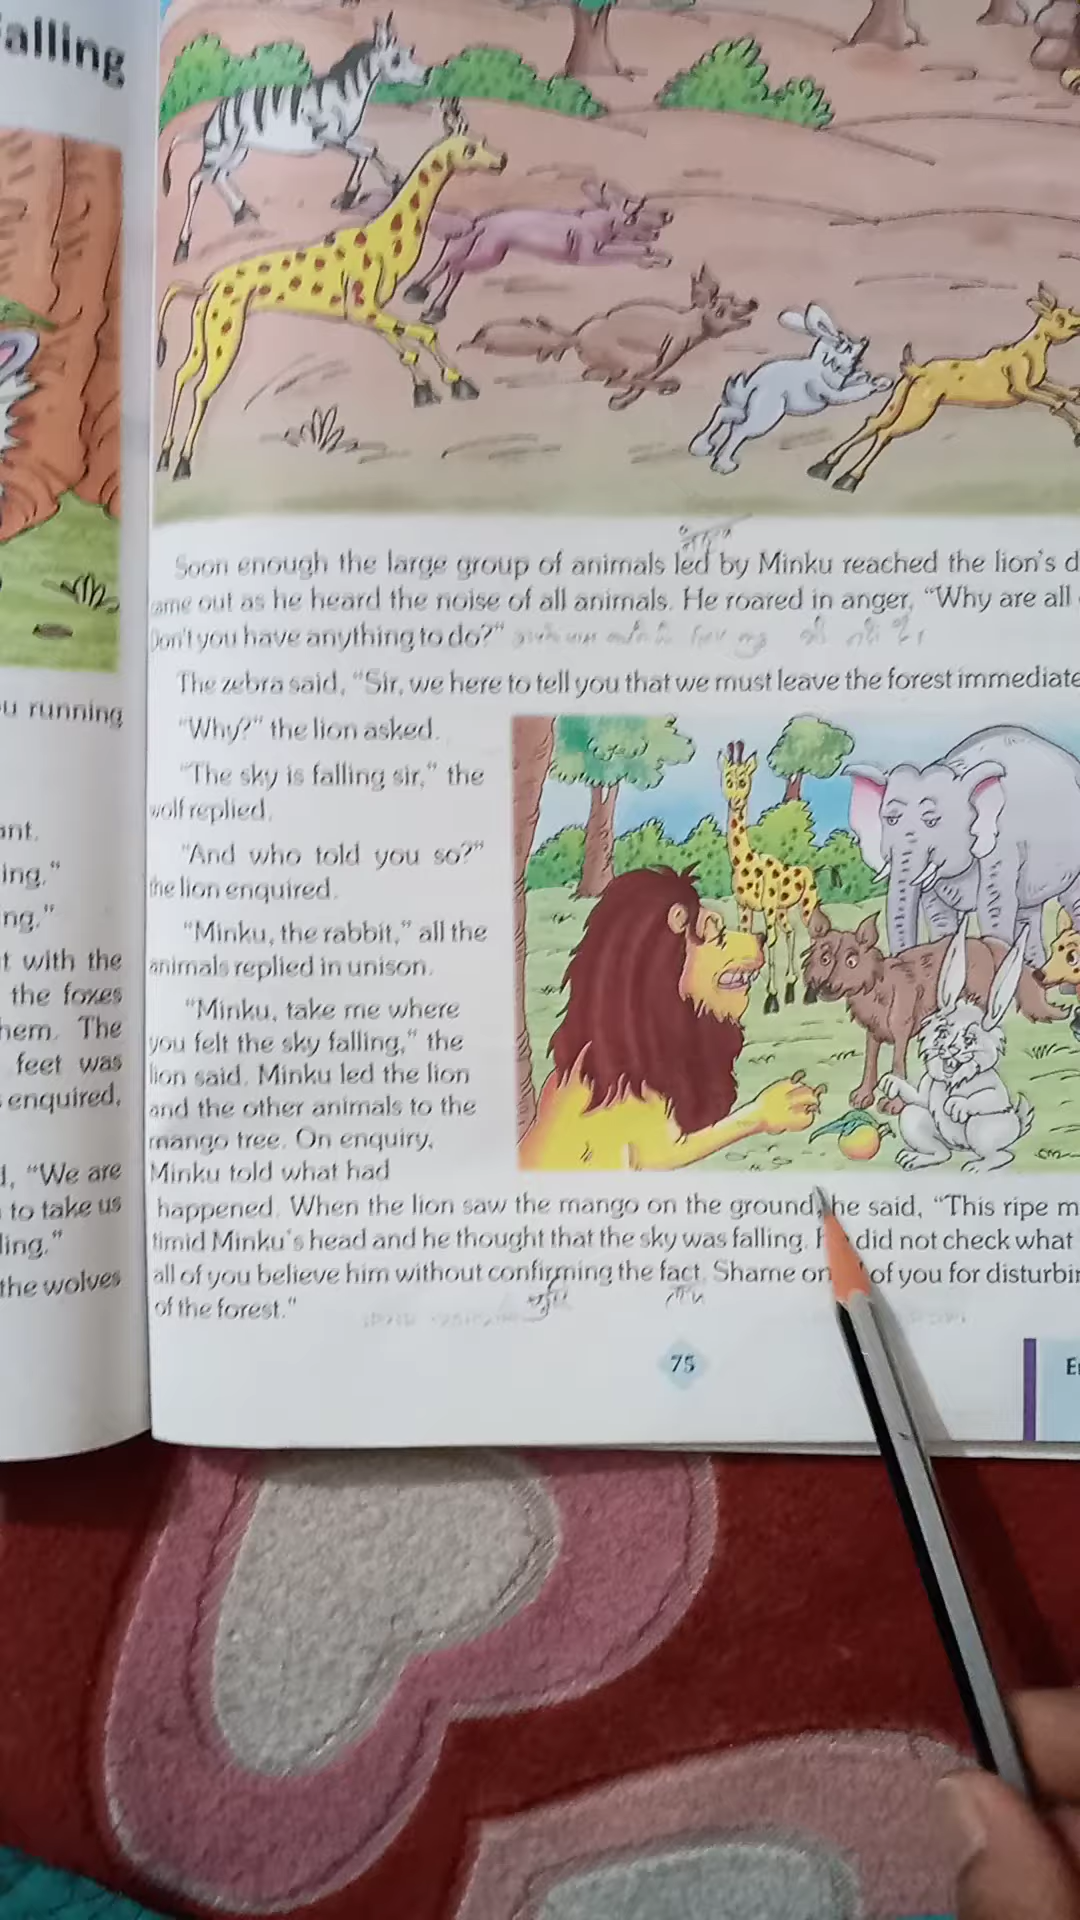 alling
u running
ant.
ing."
ng."
t with the
the foxes
hem. The
feet was
enquired,
d, "We are
to take us
ling."
the wolves
Soon enough the large group of animals led by Minku reached the lion's d
ame out as he heard the noise of all animals. He roared in anger, "Why are all
Don't you have anything to do?"
The zebra said, "Sir, we here to tell you that we must leave the forest immediate
"Why?" the lion asked.
"The sky is falling sir," the
wolf replied.
"And who told you so?"
the lion enquired.
"Minku, the rabbit," all the
animals replied in unison.
"Minku, take me where
you felt the sky falling," the
lion said. Minku led the lion
and the other animals to the
mango tree. On enquiry,
Minku told what had
happened. When the lion saw the mango on the ground, he said, "This ripe m
timid Minku's head and he thought that the sky was falling. did not check what
all of you believe him without confirming the fact. Shame on of you for disturbin
of the forest."
75